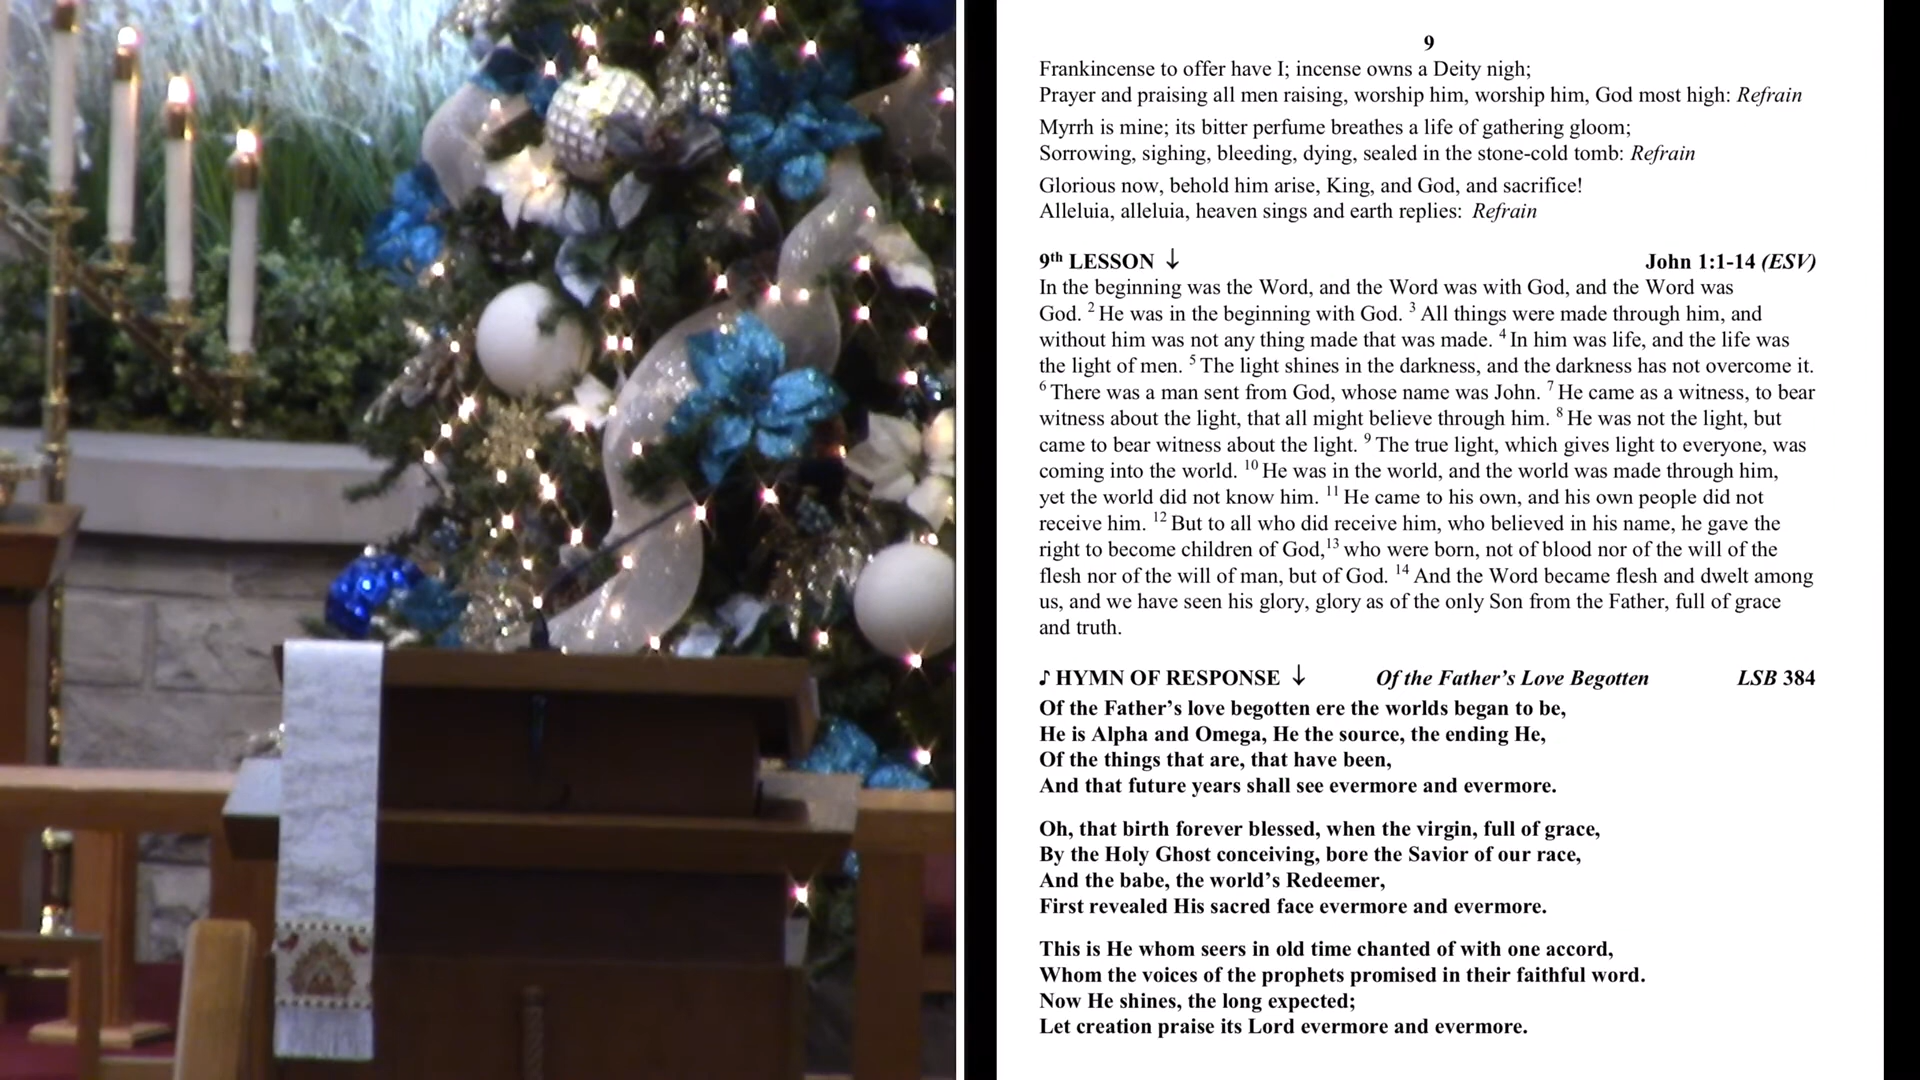 9
Frankincense to offer have I; incense owns a Deity nigh;
Prayer and praising all men raising, worship him, worship him, God most high: Refrain
Myrrh is mine; its bitter perfume breathes a life of gathering gloom;
Sorrowing, sighing, bleeding, dying, sealed in the stone-cold tomb: Refrain
Glorious now, behold him arise, King, and God, and sacrifice!
Alleluia, alleluia, heaven sings and earth replies: Refrain
9th LESSON ↓ John 1:1-14 (ESV)
In the beginning was the Word, and the Word was with God, and the Word was
God. 2 He was in the beginning with God. 3 All things were made through him, and
without him was not any thing made that was made. 4 In him was life, and the life was
the light of men. 5 The light shines in the darkness, and the darkness has not overcome it.
6 There was a man sent from God, whose name was John. 7 He came as a witness, to bear
witness about the light, that all might believe through him. 8 He was not the light, but
came to bear witness about the light. 9 The true light, which gives light to everyone, was
coming into the world. 10 He was in the world, and the world was made through him,
yet the world did not know him. 11 He came to his own, and his own people did not
receive him. 12 But to all who did receive him, who believed in his name, he gave the
right to become children of God,13 who were born, not of blood nor of the will of the
flesh nor of the will of man, but of God. 14 And the Word became flesh and dwelt among
us, and we have seen his glory, glory as of the only Son from the Father, full of grace
and truth.
♪ HYMN OF RESPONSE ↓ Of the Father's Love Begotten LSB 384
Of the Father's love begotten ere the worlds began to be,
He is Alpha and Omega, He the source, the ending He,
Of the things that are, that have been,
And that future years shall see evermore and evermore.
Oh, that birth forever blessed, when the virgin, full of grace,
By the Holy Ghost conceiving, bore the Savior of our race,
And the babe, the world's Redeemer,
First revealed His sacred face evermore and evermore.
This is He whom seers in old time chanted of with one accord,
Whom the voices of the prophets promised in their faithful word.
Now He shines, the long expected;
Let creation praise its Lord evermore and evermore.